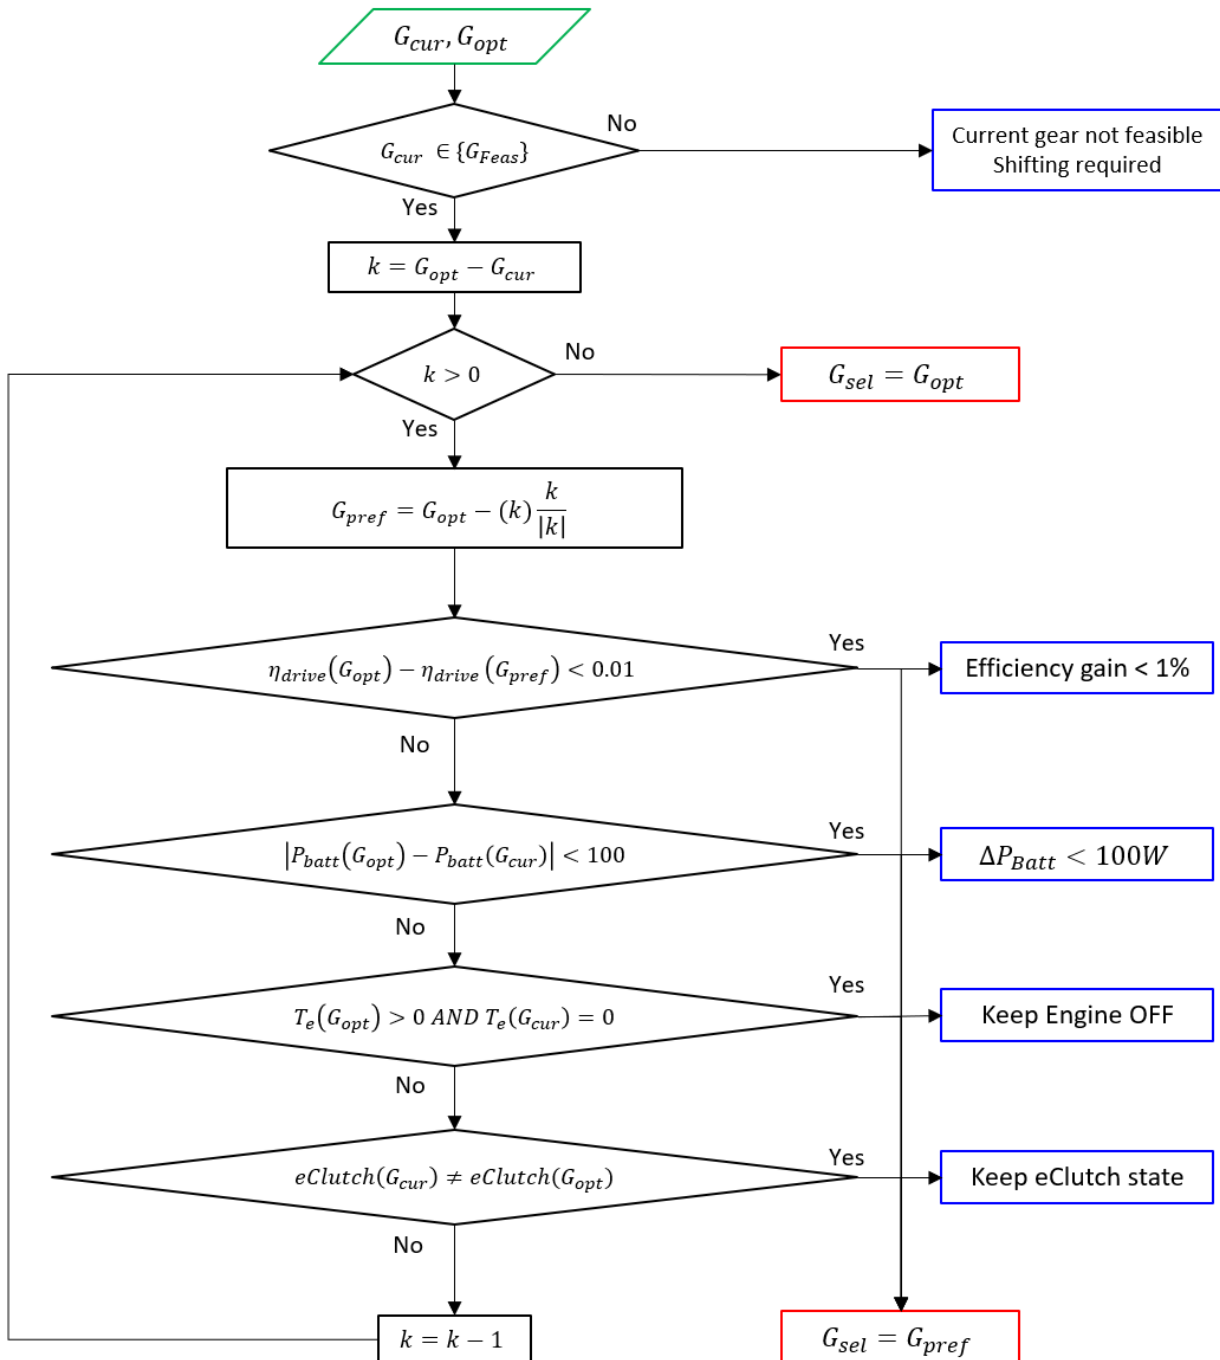 G_cur, G_opt
G_cur ∈ {G_Feas}
No
Current gear not feasible
Shifting required
Yes
k = G_opt − G_cur
k > 0
No
G_sel = G_opt
Yes
G_pref = G_opt − (k) k/|k|
η_drive(G_opt) − η_drive(G_pref) < 0.01
Yes
Efficiency gain < 1%
No
|P_batt(G_opt) − P_batt(G_cur)| < 100
Yes
ΔP_Batt < 100W
No
T_e(G_opt) > 0 AND T_e(G_cur) = 0
Yes
Keep Engine OFF
No
eClutch(G_cur) ≠ eClutch(G_opt)
Yes
Keep eClutch state
No
k = k − 1
G_sel = G_pref